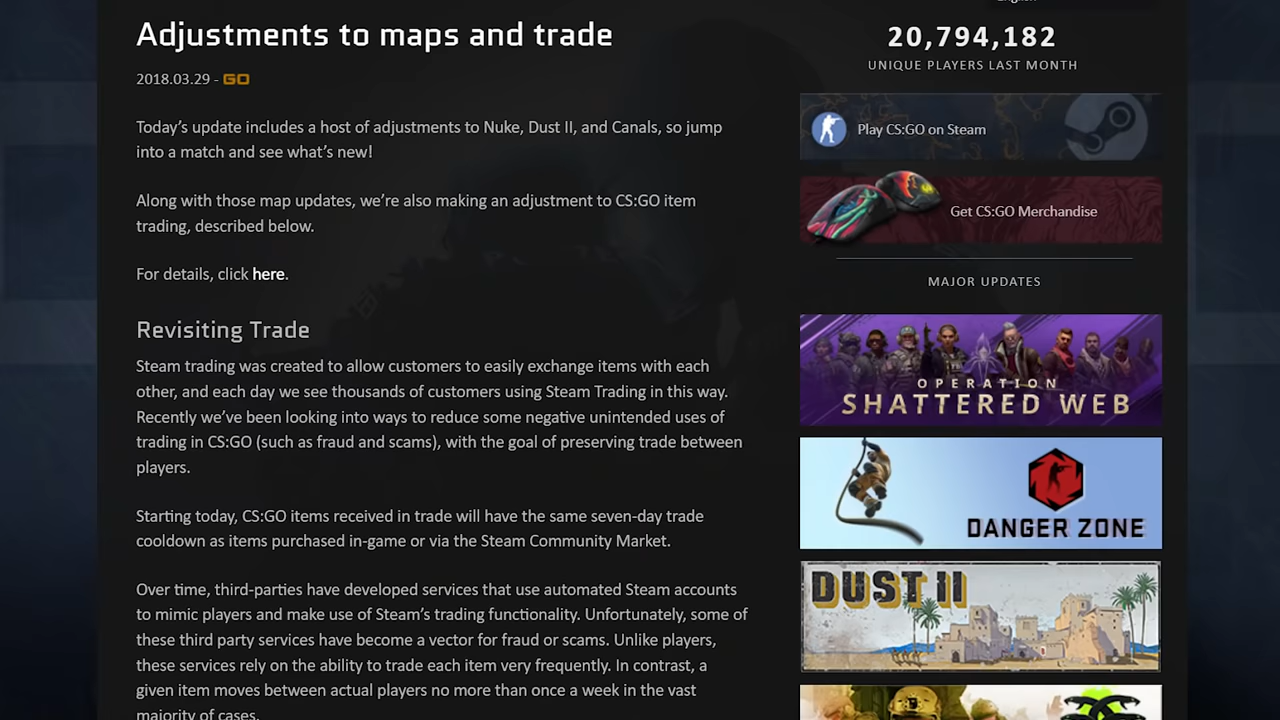 English
Adjustments to maps and trade
2018.03.29 - GO
Today's update includes a host of adjustments to Nuke, Dust II, and Canals, so jump
into a match and see what's new!
Along with those map updates, we're also making an adjustment to CS:GO item
trading, described below.
For details, click here.
Revisiting Trade
Steam trading was created to allow customers to easily exchange items with each
other, and each day we see thousands of customers using Steam Trading in this way.
Recently we've been looking into ways to reduce some negative unintended uses of
trading in CS:GO (such as fraud and scams), with the goal of preserving trade between
players.
Starting today, CS:GO items received in trade will have the same seven-day trade
cooldown as items purchased in-game or via the Steam Community Market.
Over time, third-parties have developed services that use automated Steam accounts
to mimic players and make use of Steam's trading functionality. Unfortunately, some of
these third party services have become a vector for fraud or scams. Unlike players,
these services rely on the ability to trade each item very frequently. In contrast, a
given item moves between actual players no more than once a week in the vast
majority of cases.
20,794,182
UNIQUE PLAYERS LAST MONTH
Play CS:GO on Steam
Get CS:GO Merchandise
MAJOR UPDATES
OPERATION
SHATTERED WEB
DANGER ZONE
DUST II